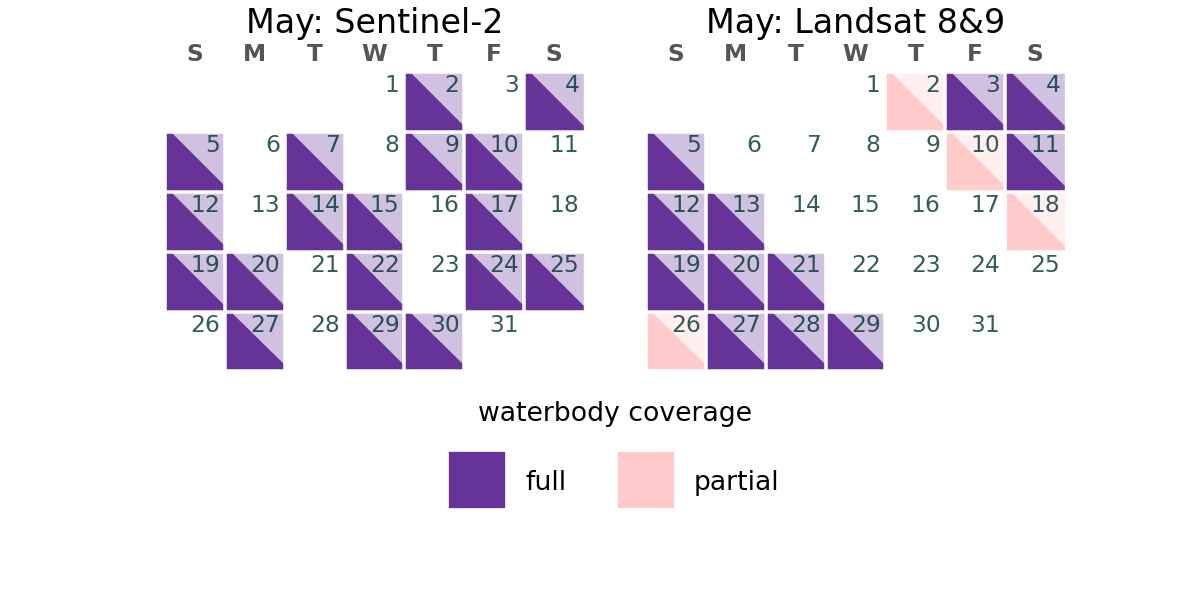 May: Sentinel-2
S M T W T F S
1 2 3 4
5 6 7 8 9 10 11
12 13 14 15 16 17 18
19 20 21 22 23 24 25
26 27 28 29 30 31
May: Landsat 8&9
S M T W T F S
1 2 3 4
5 6 7 8 9 10 11
12 13 14 15 16 17 18
19 20 21 22 23 24 25
26 27 28 29 30 31
waterbody coverage
full partial